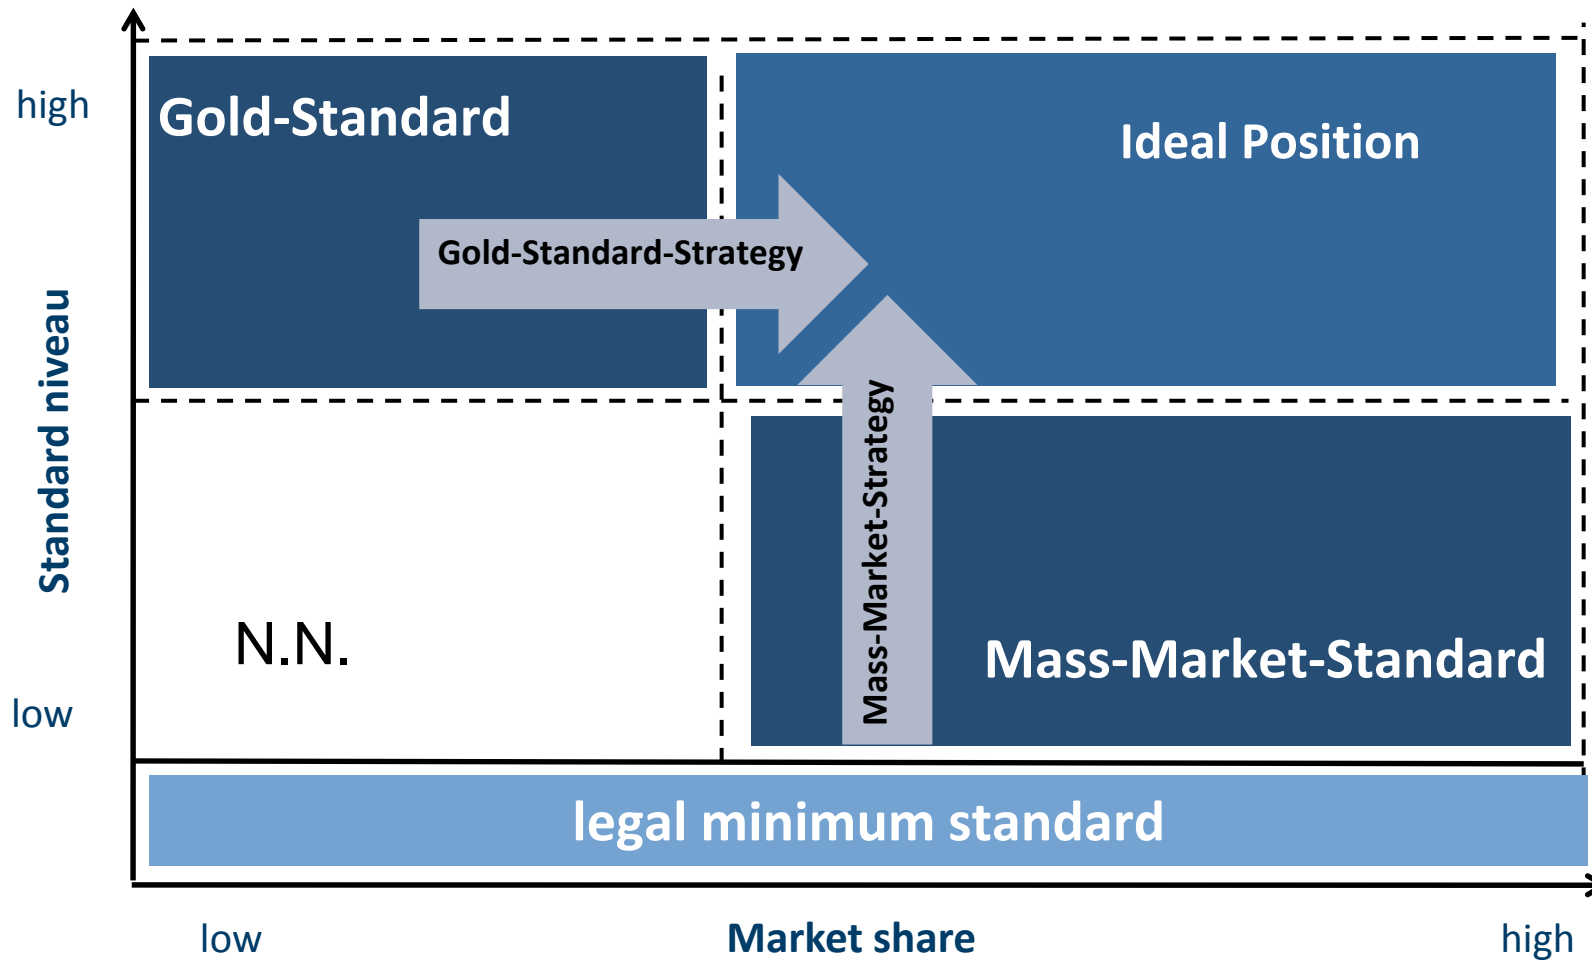 high
Gold-Standard
Ideal Position
Gold-Standard-Strategy
Standard niveau
Mass-Market-Strategy
N.N.
Mass-Market-Standard
low
legal minimum standard
low
Market share
high